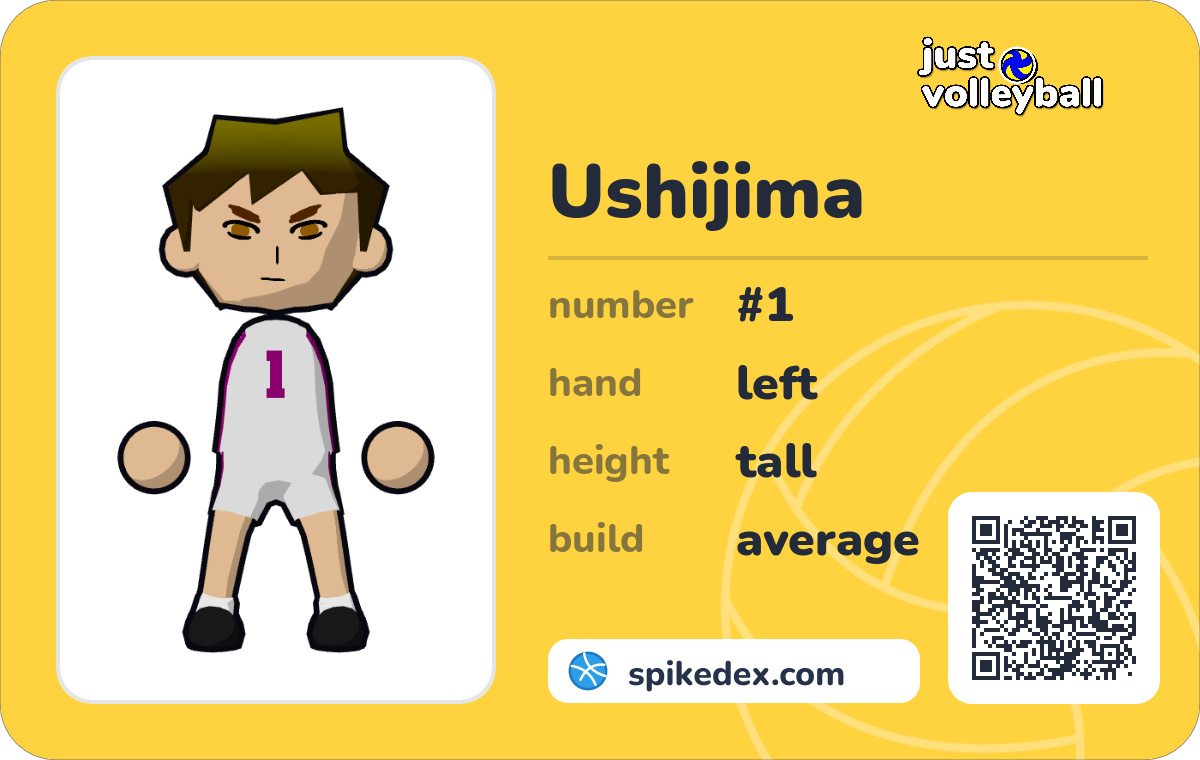 just
volleyball
Ushijima
number #1
hand left
height tall
build average
1
spikedex.com